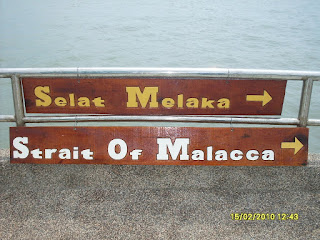 Selat Melaka →
Strait Of Malacca →
15/02/2010 12:43